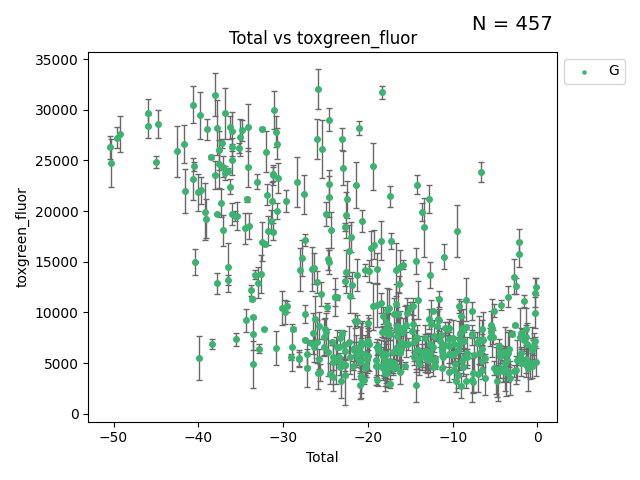 N = 457
Total vs toxgreen_fluor
G
toxgreen_fluor
35000
30000
25000
20000
15000
10000
5000
0
−50 −40 −30 −20 −10 0
Total